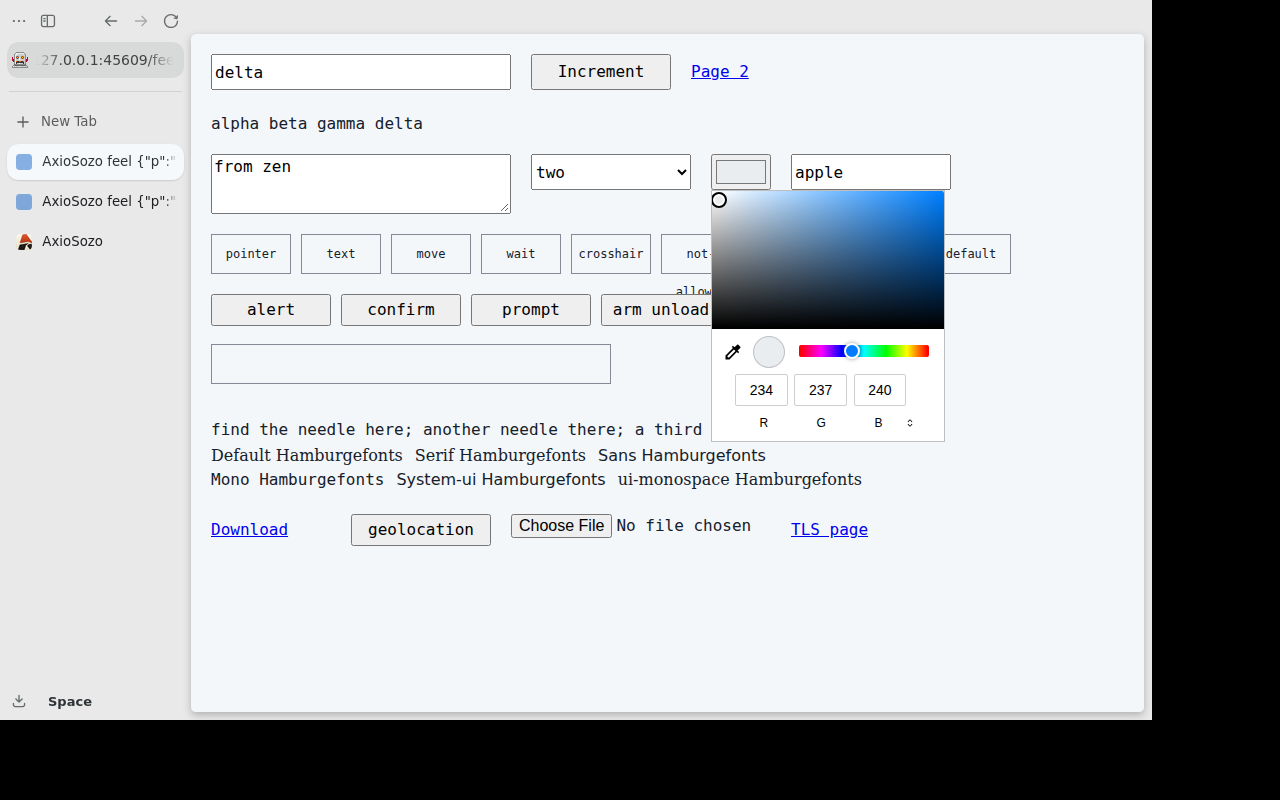 27.0.0.1:45609/fee
New Tab
AxioSozo feel {"p":"
AxioSozo feel {"p":"
AxioSozo
Space
delta
Increment
Page 2
alpha beta gamma delta
from zen
two
apple
pointer
text
move
wait
crosshair
not-
allow
default
alert
confirm
prompt
arm unload
234
237
240
R
G
B
find the needle here; another needle there; a third
Default Hamburgefonts Serif Hamburgefonts Sans Hamburgefonts
Mono Hamburgefonts System-ui Hamburgefonts ui-monospace Hamburgefonts
Download
geolocation
Choose File No file chosen
TLS page